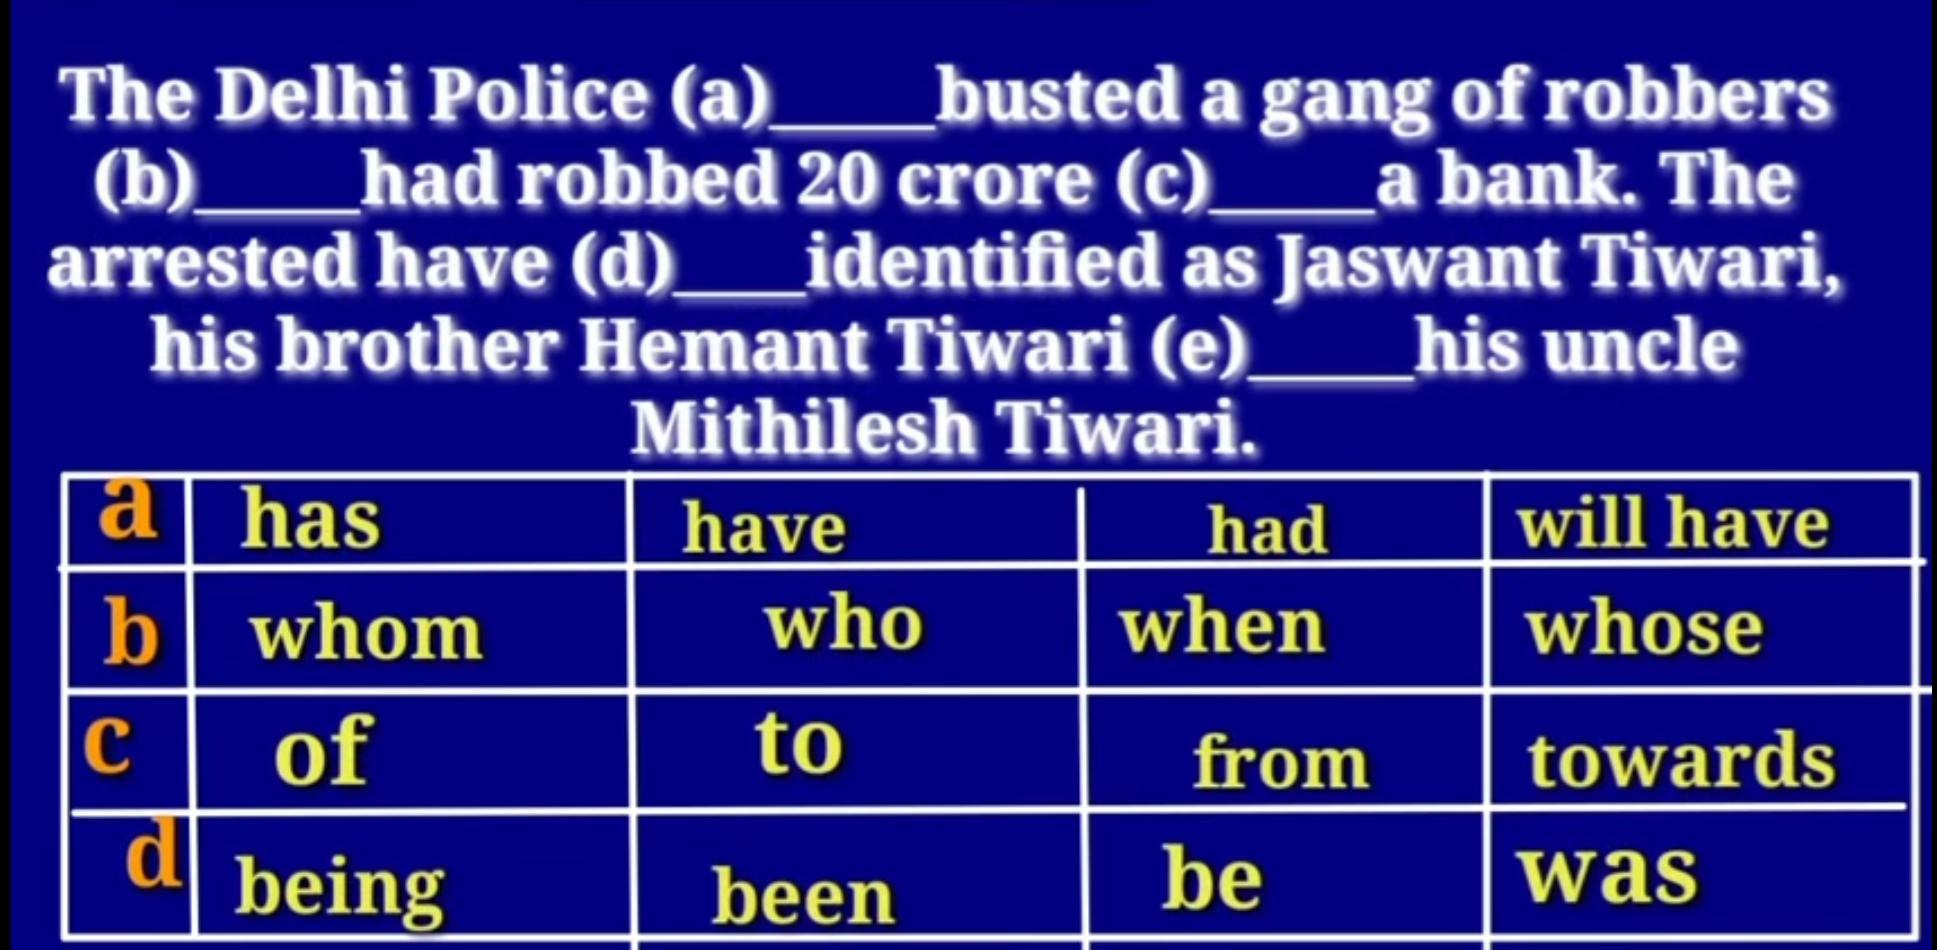 The Delhi Police (a)_____busted a gang of robbers
(b)_____had robbed 20 crore (c)_____a bank. The
arrested have (d)____identified as Jaswant Tiwari,
his brother Hemant Tiwari (e)_____his uncle
Mithilesh Tiwari.
a has have had will have
b whom who when whose
c of to from towards
d being been be was